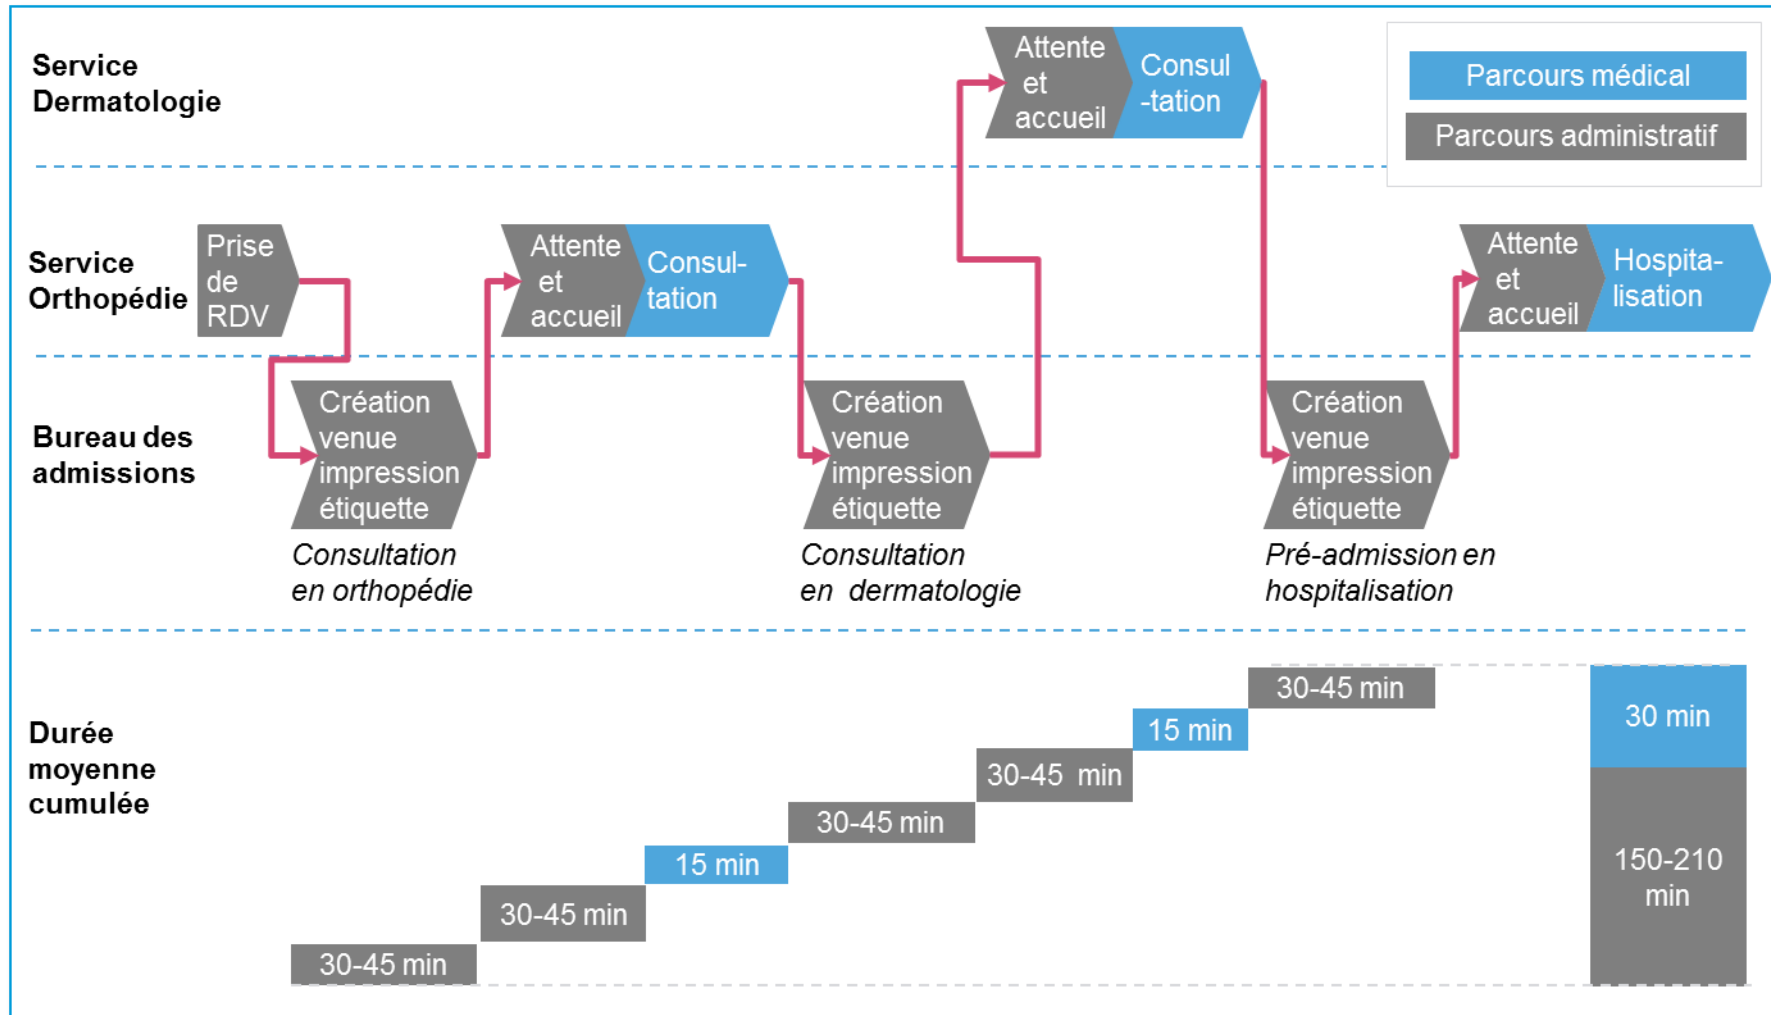 Service
Dermatologie
Attente
et
accueil
Consul
-tation
Parcours médical
Parcours administratif
Service
Orthopédie
Prise
de
RDV
Attente
et
accueil
Consul-
tation
Attente
et
accueil
Hospita-
lisation
Bureau des
admissions
Création
venue
impression
étiquette
Création
venue
impression
étiquette
Création
venue
impression
étiquette
Consultation
en orthopédie
Consultation
en dermatologie
Pré-admission en
hospitalisation
Durée
moyenne
cumulée
30-45 min
30-45 min
15 min
30-45 min
30-45 min
15 min
30-45 min
30 min
150-210
min